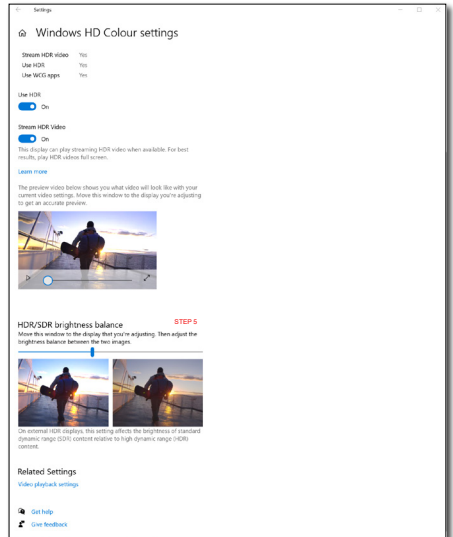 Settings
Windows HD Colour settings
Stream HDR video Yes
Use HDR Yes
Use WCG apps Yes
Use HDR
On
Stream HDR Video
On
This display can play streaming HDR video when available. For best
results, play HDR videos full screen.
Learn more
The preview video below shows you what video will look like with your
current video settings. Move this window to the display you're adjusting
to get an accurate preview.
HDR/SDR brightness balance STEP 5
Move this window to the display that you're adjusting. Then adjust the
brightness balance between the two images.
On external HDR displays, this setting affects the brightness of standard
dynamic range (SDR) content relative to high dynamic range (HDR)
content.
Related Settings
Video playback settings
Get help
Give feedback